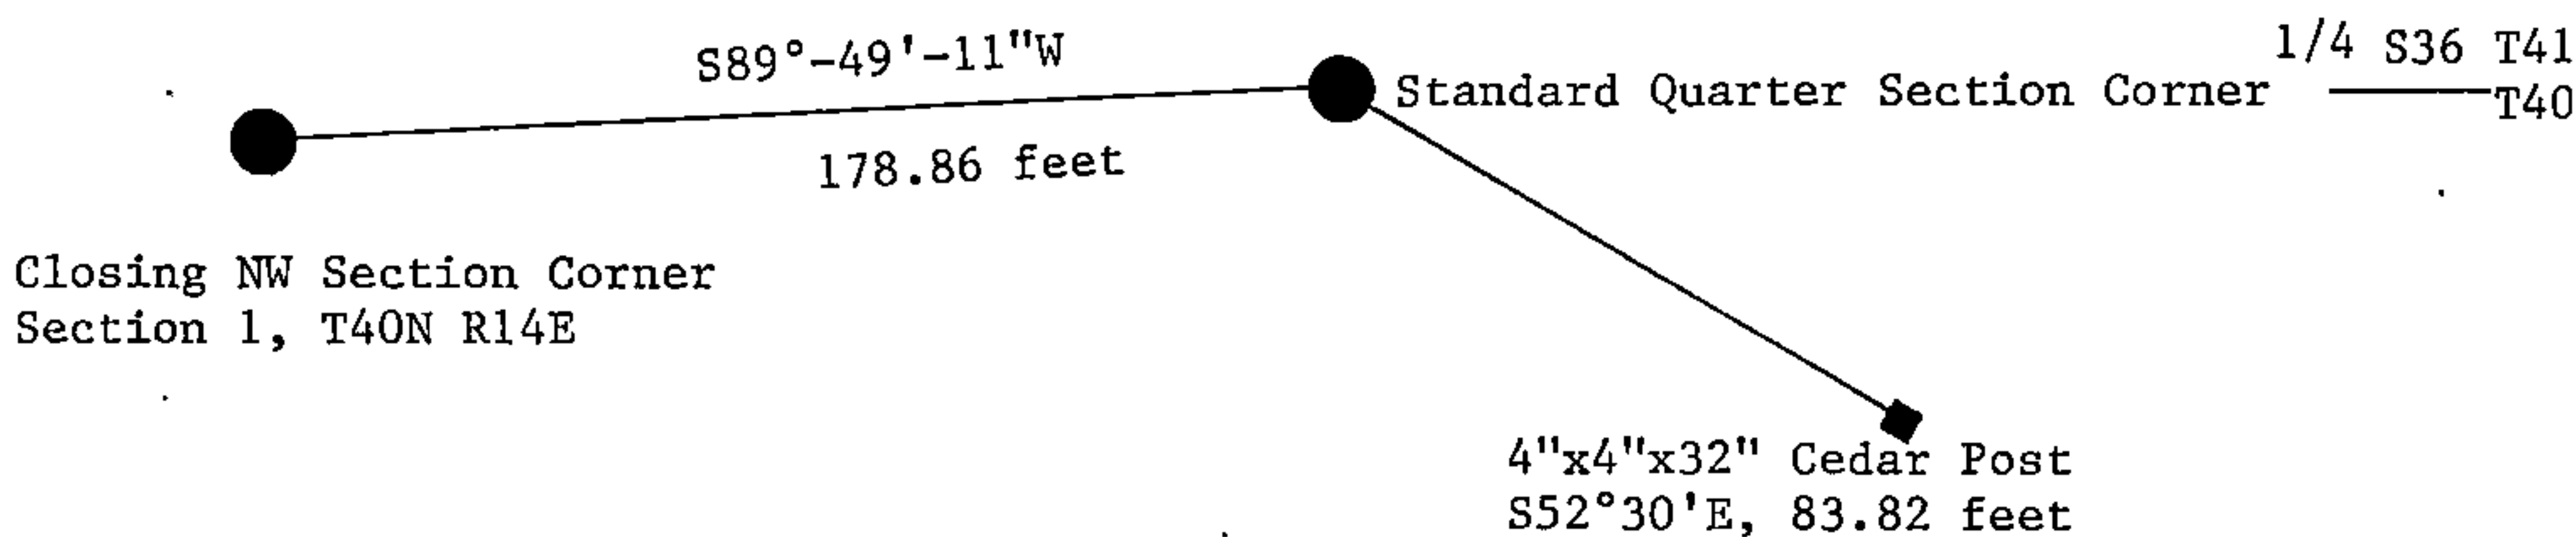 S89°-49'-11"W
178.86 feet
Standard Quarter Section Corner
1/4 S36 T41
T40
Closing NW Section Corner
Section 1, T40N R14E
4"x4"x32" Cedar Post
S52°30'E, 83.82 feet